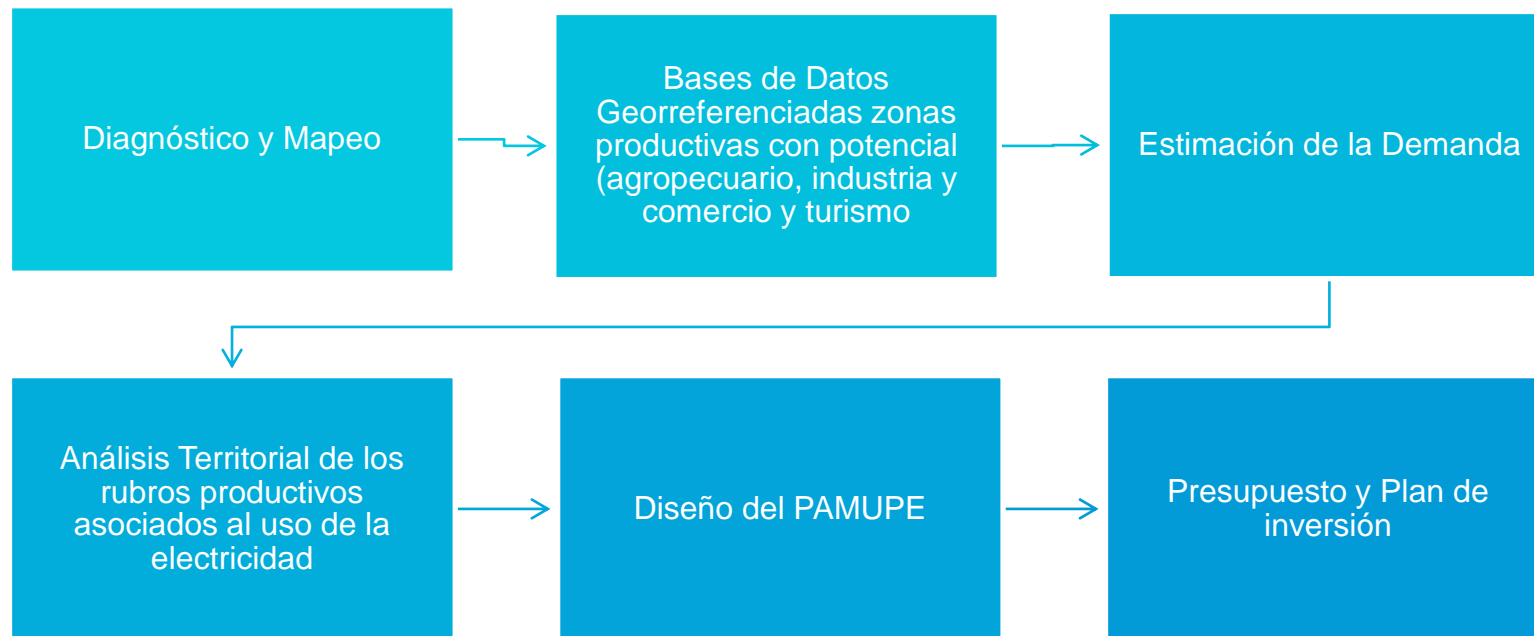 Diagnóstico y Mapeo
Bases de Datos
Georreferenciadas zonas
productivas con potencial
(agropecuario, industria y
comercio y turismo
Estimación de la Demanda
Análisis Territorial de los
rubros productivos
asociados al uso de la
electricidad
Diseño del PAMUPE
Presupuesto y Plan de
inversión